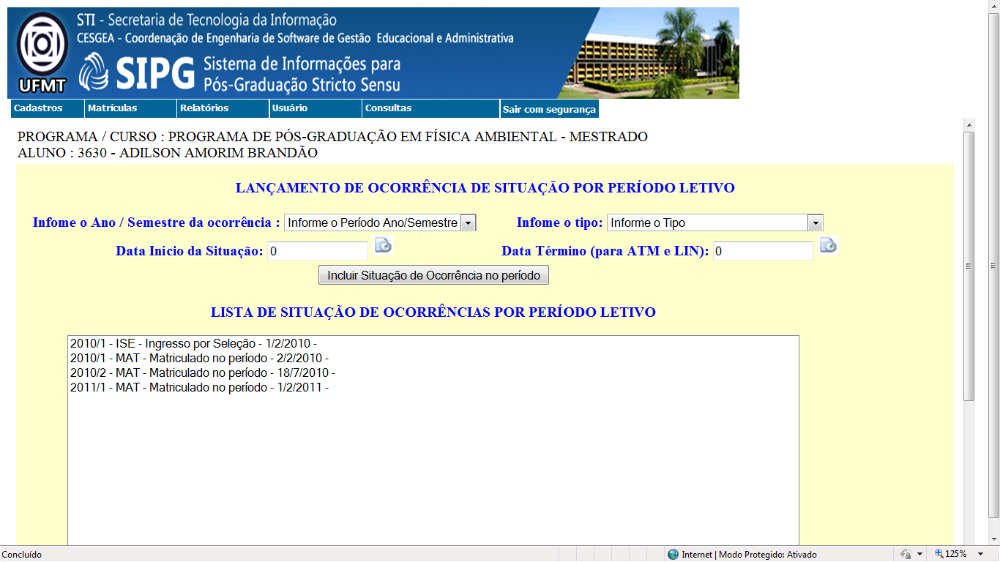 STI - Secretaria de Tecnologia da Informação
CESGEA - Coordenação de Engenharia de Software de Gestão Educacional e Administrativa
UFMT
SIPG Sistema de Informações para
Pós-Graduação Stricto Sensu
Cadastros Matrículas Relatórios Usuário Consultas Sair com segurança
PROGRAMA / CURSO : PROGRAMA DE PÓS-GRADUAÇÃO EM FÍSICA AMBIENTAL - MESTRADO
ALUNO : 3630 - ADILSON AMORIM BRANDÃO
LANÇAMENTO DE OCORRÊNCIA DE SITUAÇÃO POR PERÍODO LETIVO
Infome o Ano / Semestre da ocorrência : Informe o Período Ano/Semestre Infome o tipo: Informe o Tipo
Data Início da Situação: 0 Data Término (para ATM e LIN): 0
Incluir Situação de Ocorrência no período
LISTA DE SITUAÇÃO DE OCORRÊNCIAS POR PERÍODO LETIVO
2010/1 - ISE - Ingresso por Seleção - 1/2/2010 -
2010/1 - MAT - Matriculado no período - 2/2/2010 -
2010/2 - MAT - Matriculado no período - 18/7/2010 -
2011/1 - MAT - Matriculado no período - 1/2/2011 -
Concluído Internet | Modo Protegido: Ativado 125%